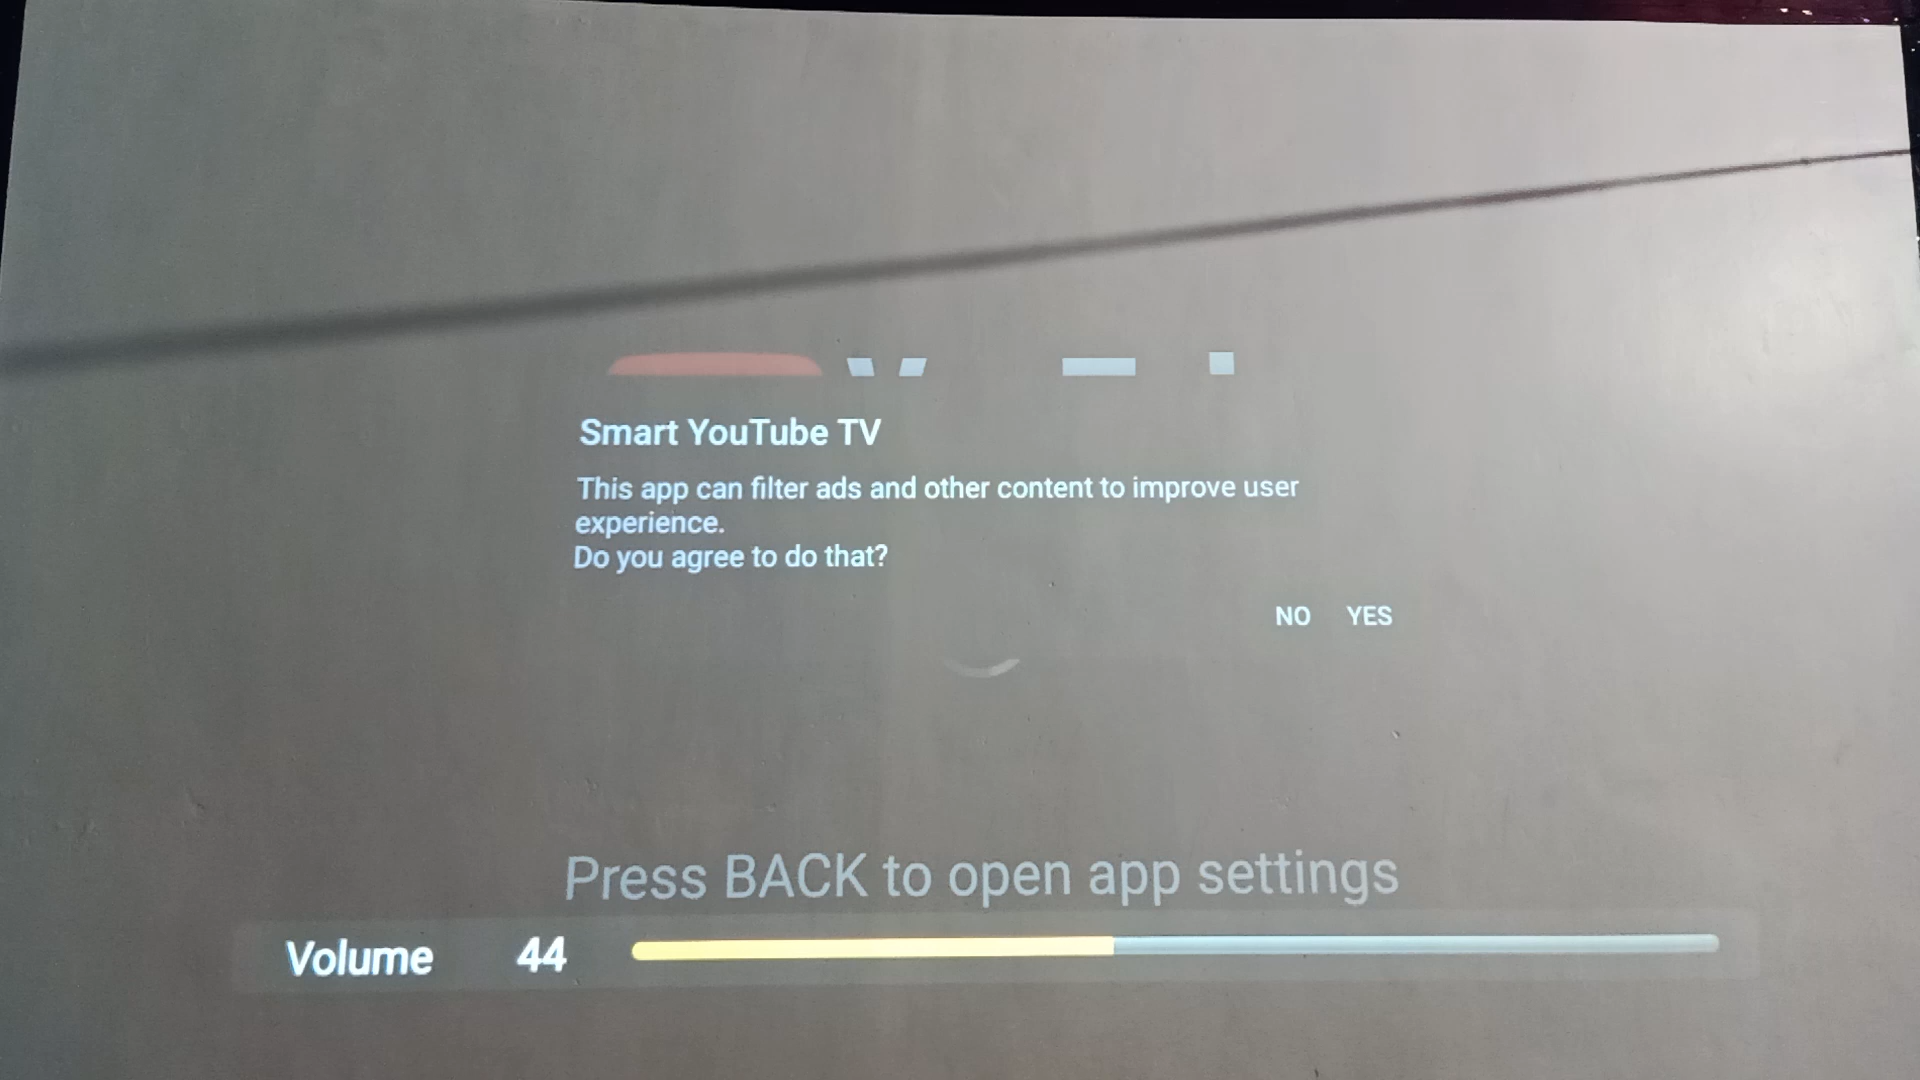 Smart YouTube TV
This app can filter ads and other content to improve user
experience.
Do you agree to do that?
NO YES
Press BACK to open app settings
Volume 44